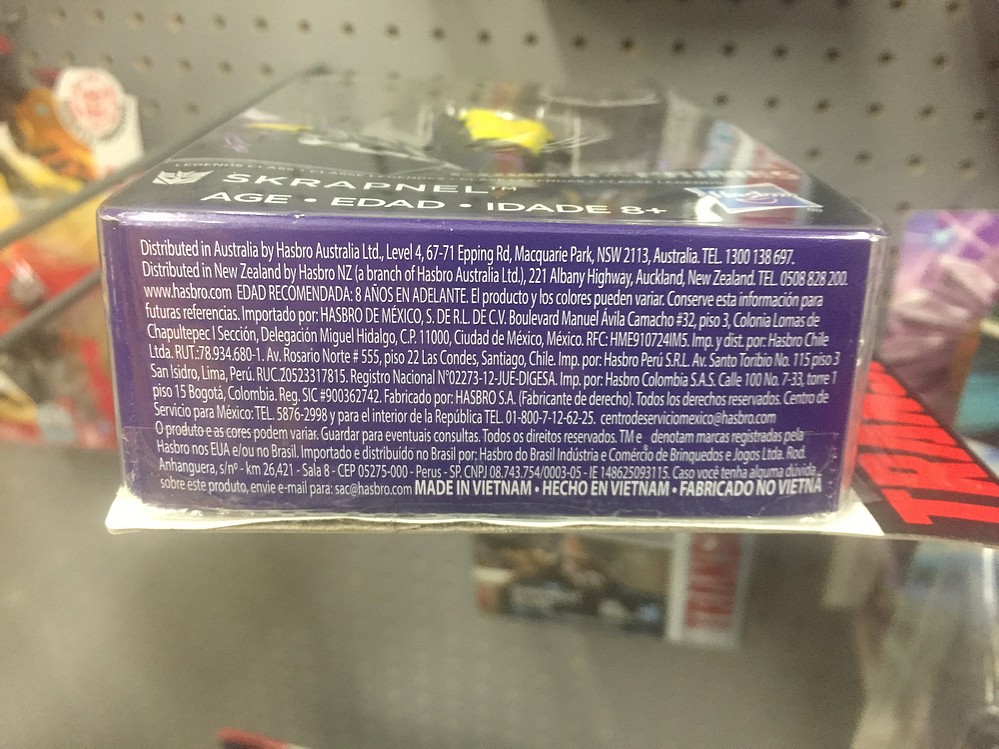 SKRAPNEL™
AGE • EDAD • IDADE 8+
Distributed in Australia by Hasbro Australia Ltd., Level 4, 67-71 Epping Rd, Macquarie Park, NSW 2113, Australia. TEL. 1300 138 697.
Distributed in New Zealand by Hasbro NZ (a branch of Hasbro Australia Ltd.), 221 Albany Highway, Auckland, New Zealand. TEL. 0508 828 200.
www.hasbro.com EDAD RECOMENDADA: 8 AÑOS EN ADELANTE. El producto y los colores pueden variar. Conserve esta información para
futuras referencias. Importado por: HASBRO DE MÉXICO, S. DE R.L. DE C.V. Boulevard Manuel Ávila Camacho #32, piso 3, Colonia Lomas de
Chapultepec I Sección, Delegación Miguel Hidalgo, C.P. 11000, Ciudad de México, México. RFC: HME910724IM5. Imp. y dist. por: Hasbro Chile
Ltda. RUT.:78.934.680-1. Av. Rosario Norte # 555, piso 22 Las Condes, Santiago, Chile. Imp. por: Hasbro Perú S.R.L. Av. Santo Toribio No. 115 piso 3
San Isidro, Lima, Perú. RUC.20523317815. Registro Nacional N°02273-12-JUE-DIGESA. Imp. por: Hasbro Colombia S.A.S. Calle 100 No. 7-33, torre 1
piso 15 Bogotá, Colombia. Reg. SIC #900362742. Fabricado por: HASBRO S.A. (Fabricante de derecho). Todos los derechos reservados. Centro de
Servicio para México: TEL. 5876-2998 y para el interior de la República TEL. 01-800-7-12-62-25. centrodeserviciomexico@hasbro.com
O produto e as cores podem variar. Guardar para eventuais consultas. Todos os direitos reservados. TM e denotam marcas registradas pela
Hasbro nos EUA e/ou no Brasil. Importado e distribuído no Brasil por: Hasbro do Brasil Indústria e Comércio de Brinquedos e Jogos Ltda. Rod.
Anhanguera, s/nº - km 26,421 - Sala 8 - CEP 05275-000 - Perus - SP. CNPJ 08.743.754/0003-05 - IE 148625093115. Caso você tenha alguma dúvida
sobre este produto, envie e-mail para: sac@hasbro.com MADE IN VIETNAM • HECHO EN VIETNAM • FABRICADO NO VIETNÃ